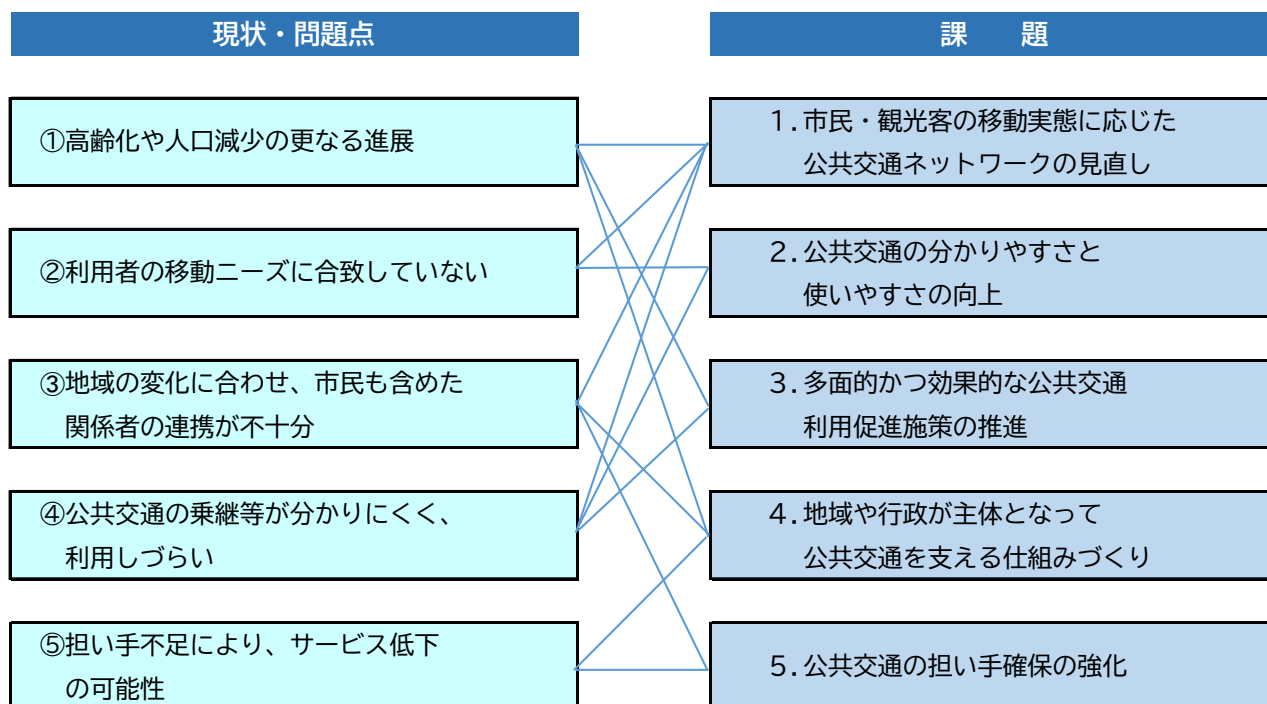 現状・問題点
①高齢化や人口減少の更なる進展
②利用者の移動ニーズに合致していない
③地域の変化に合わせ、市民も含めた
関係者の連携が不十分
④公共交通の乗継等が分かりにくく、
利用しづらい
⑤担い手不足により、サービス低下
の可能性
課　題
１．市民・観光客の移動実態に応じた
公共交通ネットワークの見直し
２．公共交通の分かりやすさと
使いやすさの向上
３．多面的かつ効果的な公共交通
利用促進施策の推進
４．地域や行政が主体となって
公共交通を支える仕組みづくり
５．公共交通の担い手確保の強化